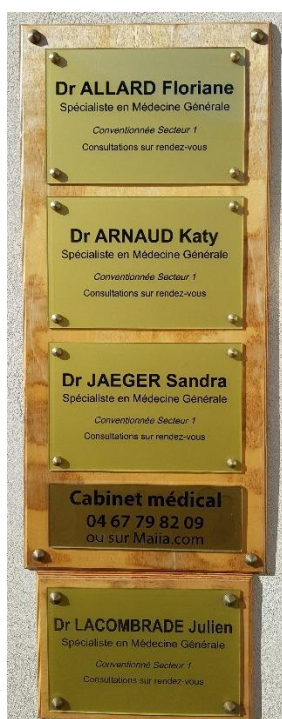 Dr ALLARD Floriane
Spécialiste en Médecine Générale
Conventionnée Secteur 1
Consultations sur rendez-vous
Dr ARNAUD Katy
Spécialiste en Médecine Générale
Conventionnée Secteur 1
Consultations sur rendez-vous
Dr JAEGER Sandra
Spécialiste en Médecine Générale
Conventionnée Secteur 1
Consultations sur rendez-vous
Cabinet médical
04 67 79 82 09
ou sur Maiia.com
Dr LACOMBRADE Julien
Spécialiste en Médecine Générale
Conventionné Secteur 1
Consultations sur rendez-vous